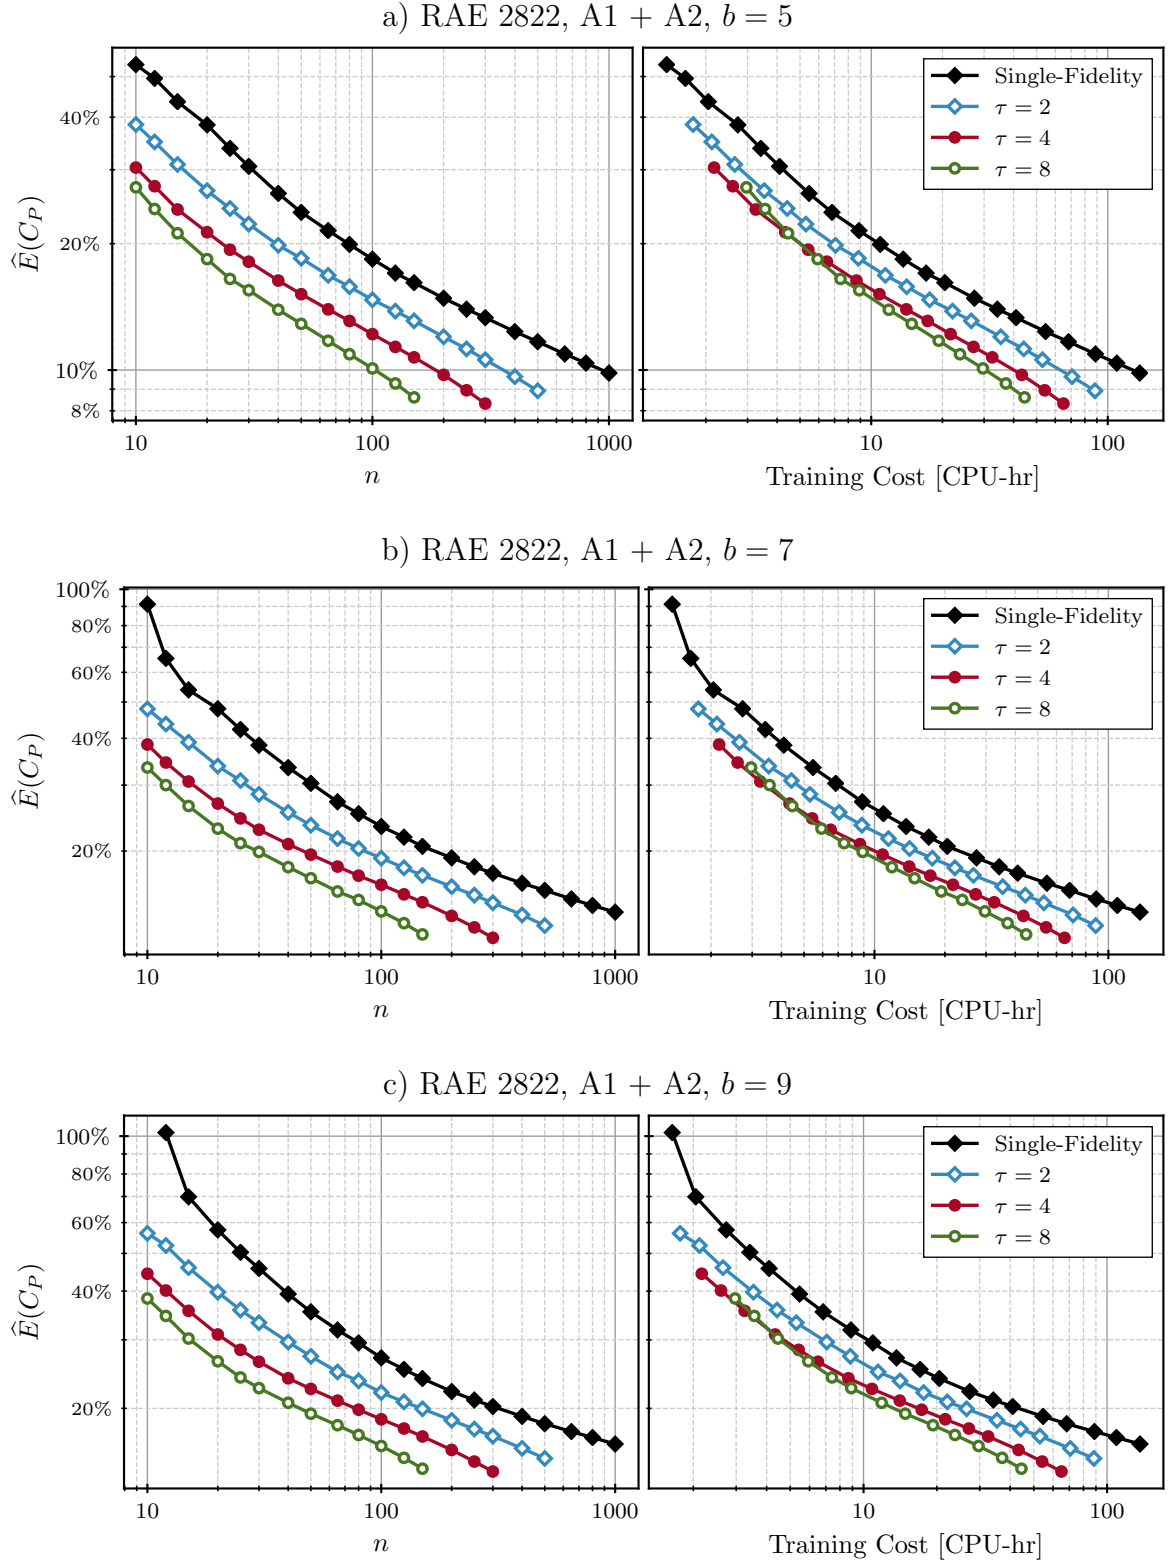 a) RAE 2822, A1 + A2, b = 5
40%
20%
10%
8%
Ê(C_P)
10 100 1000
n
Single-Fidelity
τ = 2
τ = 4
τ = 8
10 100
Training Cost [CPU-hr]
b) RAE 2822, A1 + A2, b = 7
100%
80%
60%
40%
20%
Ê(C_P)
10 100 1000
n
Single-Fidelity
τ = 2
τ = 4
τ = 8
10 100
Training Cost [CPU-hr]
c) RAE 2822, A1 + A2, b = 9
100%
80%
60%
40%
20%
Ê(C_P)
10 100 1000
n
Single-Fidelity
τ = 2
τ = 4
τ = 8
10 100
Training Cost [CPU-hr]